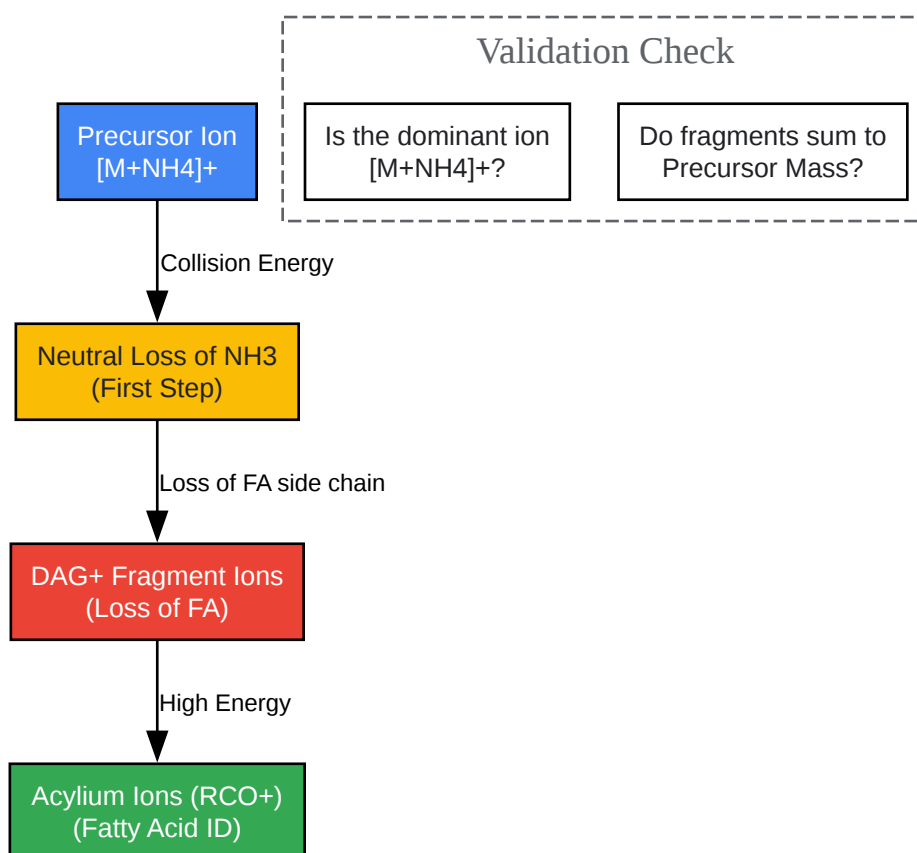 Validation Check
Precursor Ion
[M+NH4]+
Is the dominant ion
[M+NH4]+?
Do fragments sum to
Precursor Mass?
Collision Energy
Neutral Loss of NH3
(First Step)
Loss of FA side chain
DAG+ Fragment Ions
(Loss of FA)
High Energy
Acylium Ions (RCO+)
(Fatty Acid ID)